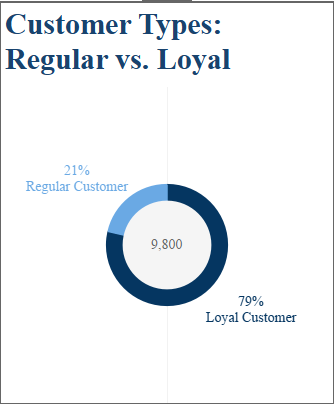 Customer Types:
Regular vs. Loyal
21%
Regular Customer
9,800
79%
Loyal Customer